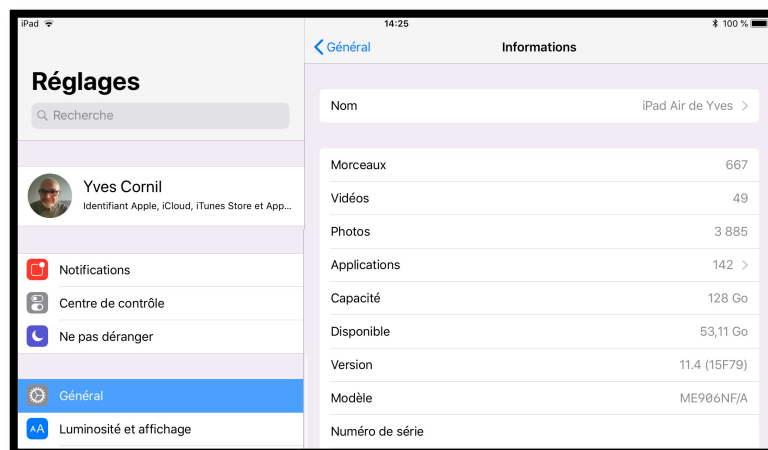 iPad 14:25 100 %
Général Informations
Réglages
Recherche
Yves Cornil
Identifiant Apple, iCloud, iTunes Store et App...
Notifications
Centre de contrôle
Ne pas déranger
Général
AA Luminosité et affichage
Nom iPad Air de Yves
Morceaux 667
Vidéos 49
Photos 3 885
Applications 142
Capacité 128 Go
Disponible 53,11 Go
Version 11.4 (15F79)
Modèle ME906NF/A
Numéro de série